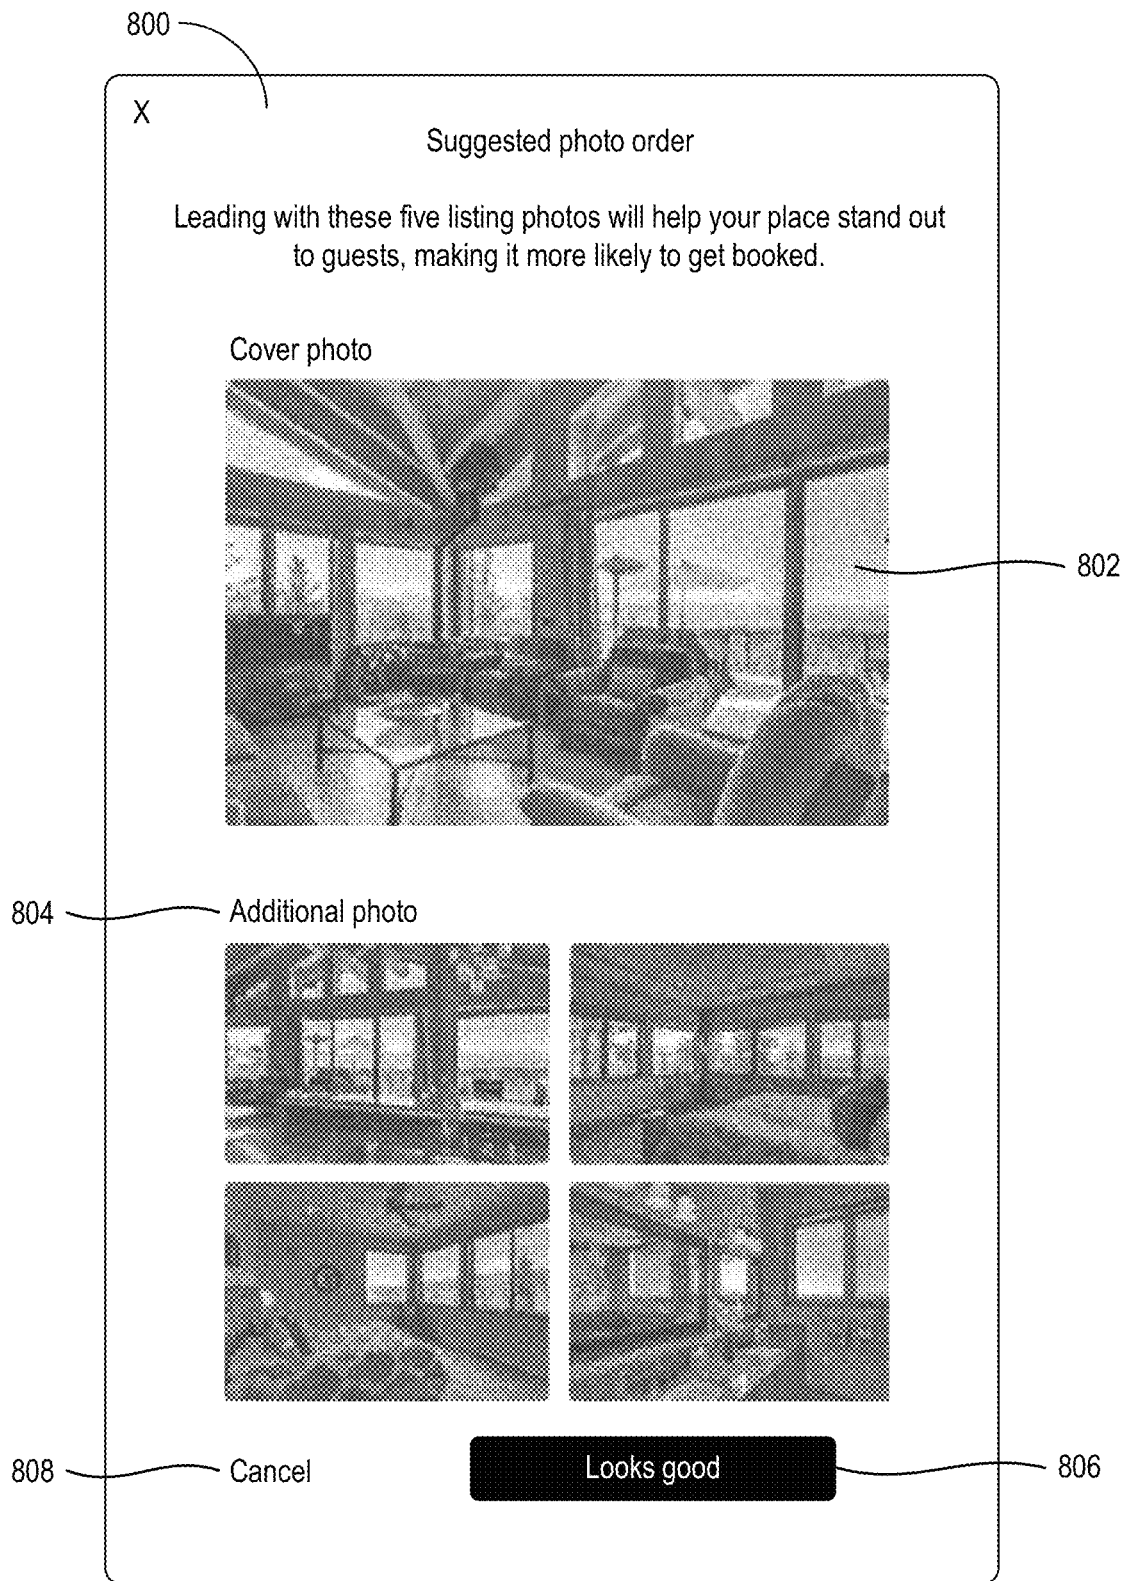 800
X
Suggested photo order
Leading with these five listing photos will help your place stand out
to guests, making it more likely to get booked.
Cover photo
802
804
Additional photo
808
Cancel
Looks good
806